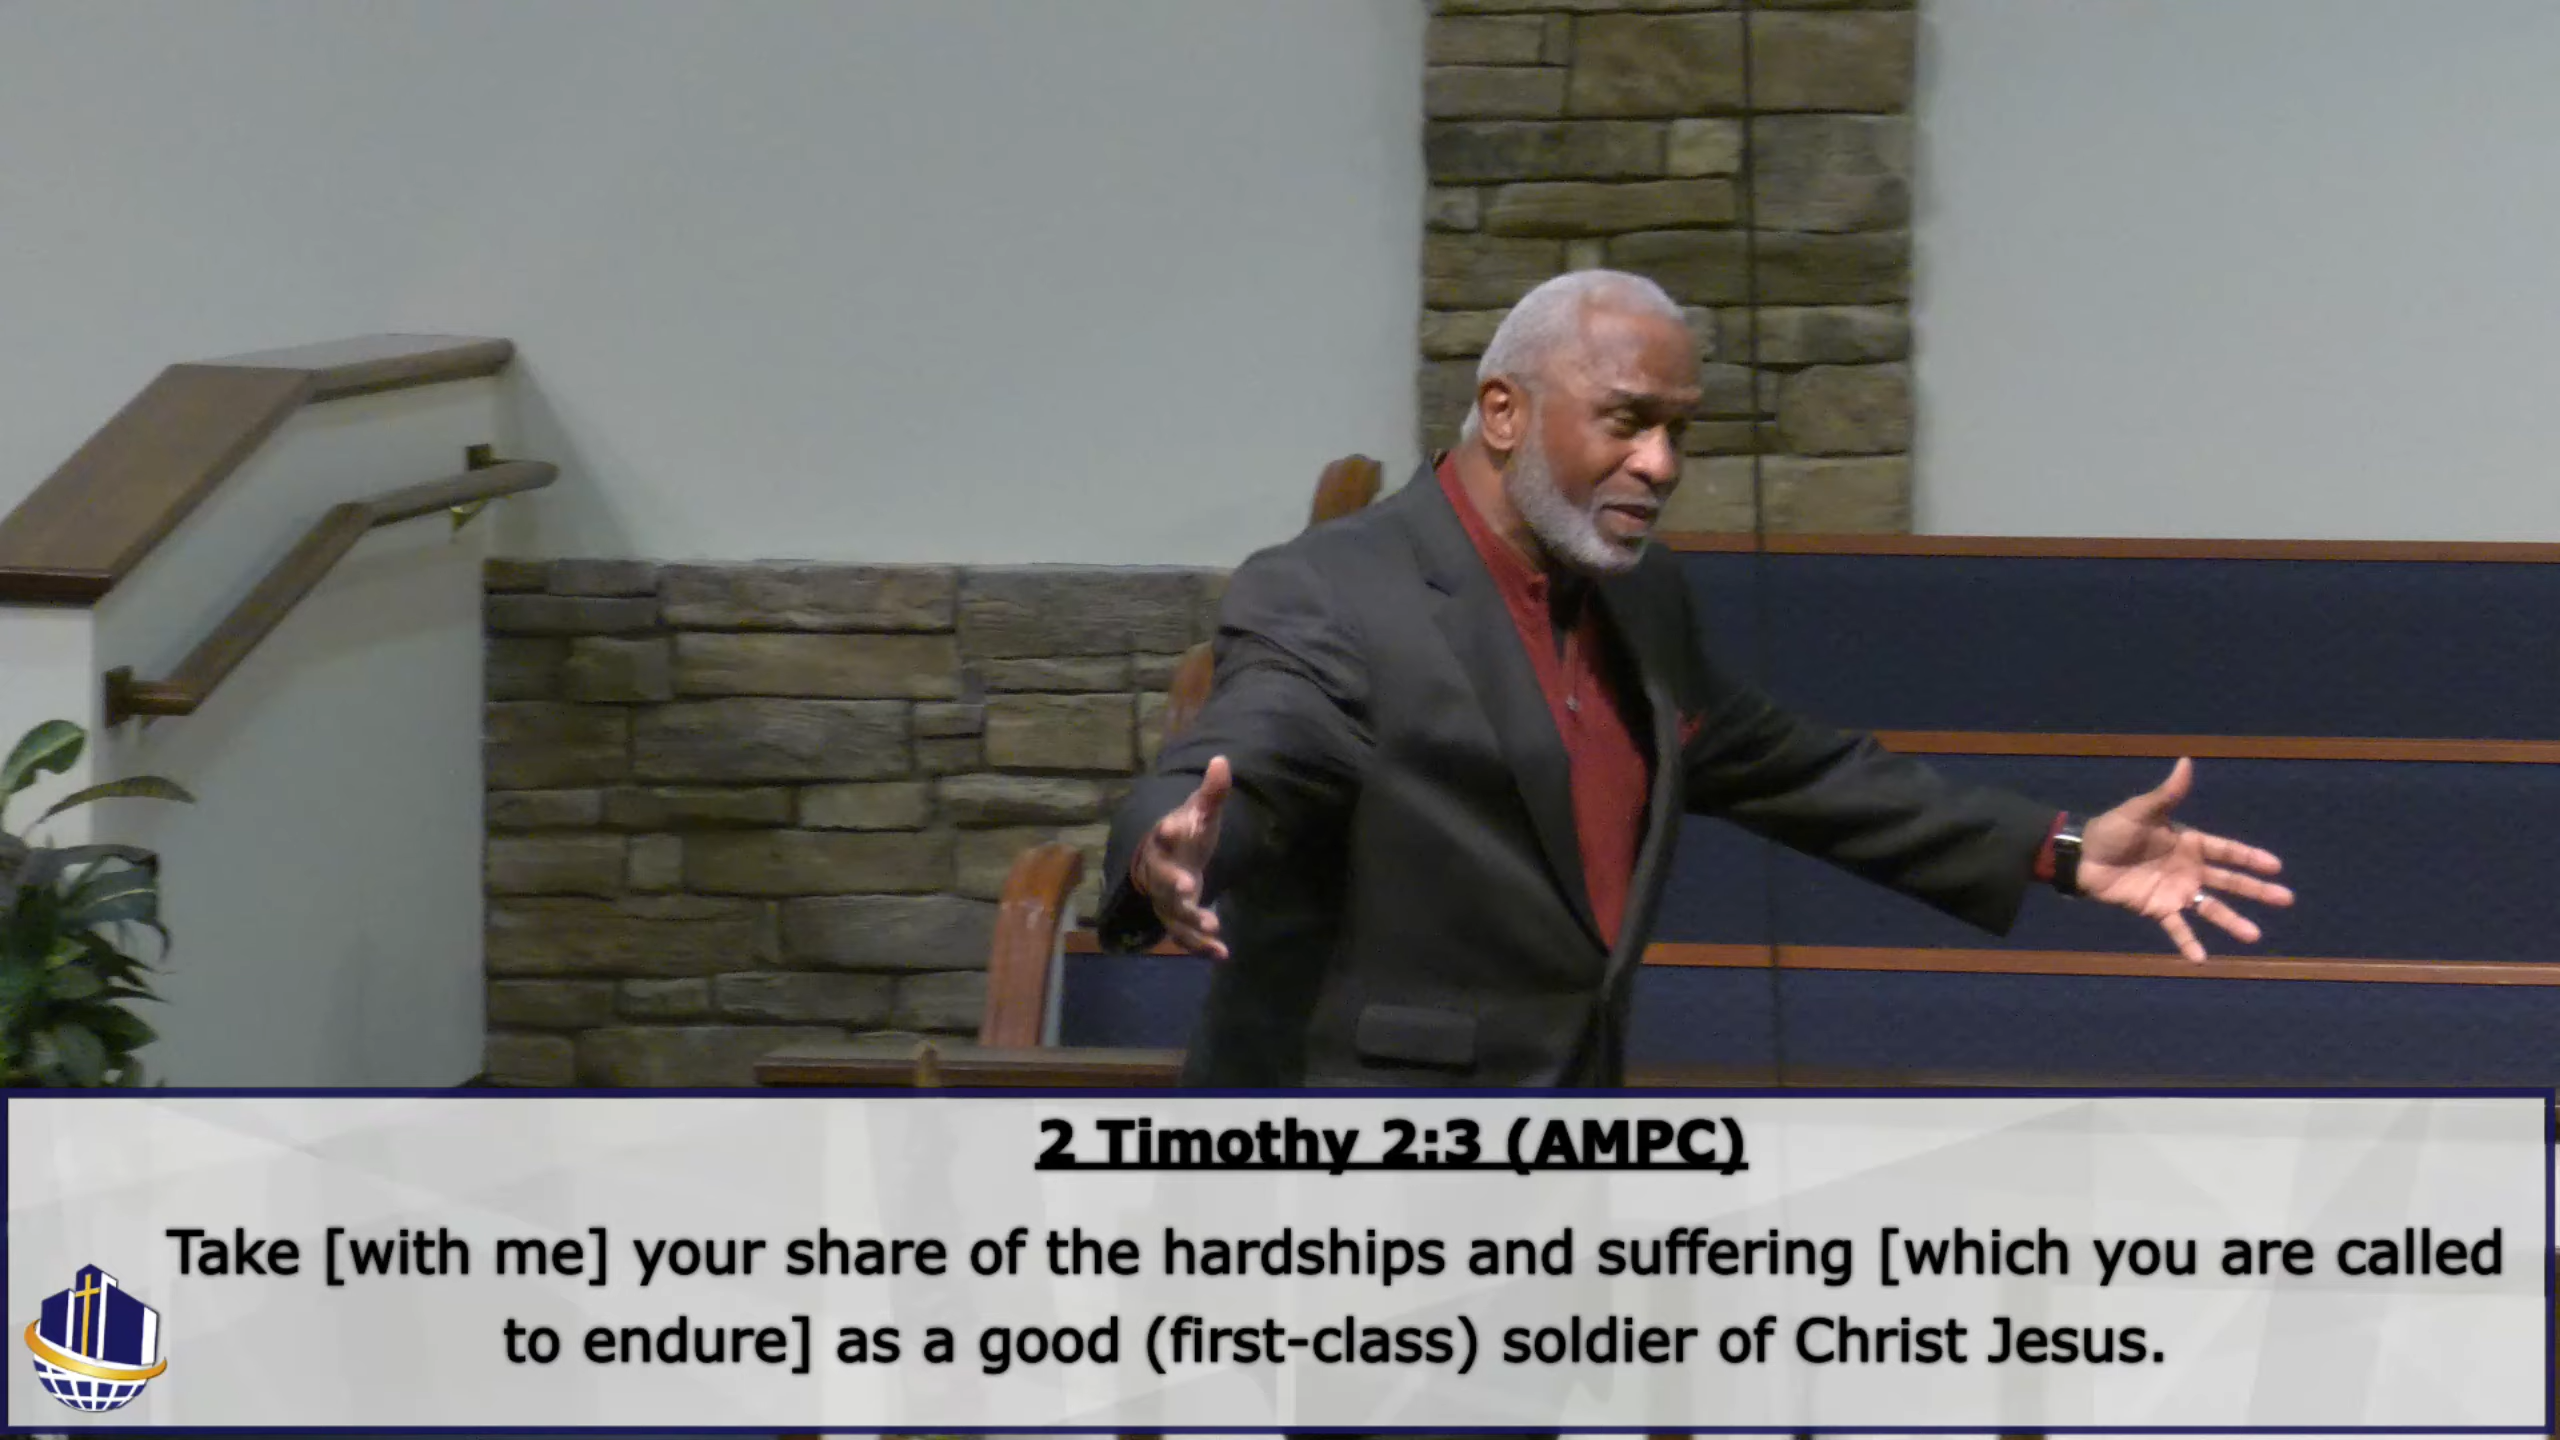 2 Timothy 2:3 (AMPC)
Take [with me] your share of the hardships and suffering [which you are called
to endure] as a good (first-class) soldier of Christ Jesus.